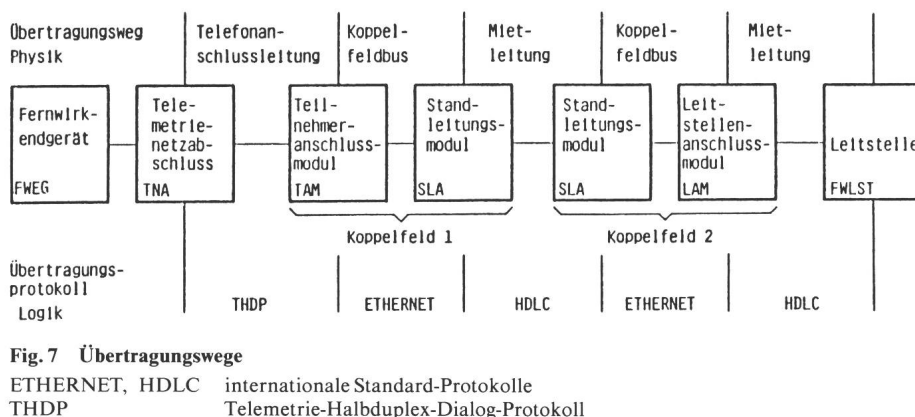 Übertragungsweg
Physik
Telefonan-
schlussleitung
Koppel-
feldbus
Miet-
leitung
Koppel-
feldbus
Miet-
leitung
Fernwirk-
endgerät
FWEG
Tele-
metrie-
netzab-
schluss
TNA
Teil-
nehmer-
anschluss-
modul
TAM
Stand-
leitungs-
modul
SLA
Stand-
leitungs-
modul
SLA
Leit-
stellen-
anschluss-
modul
LAM
Leitstelle
FWLST
Koppelfeld 1
Koppelfeld 2
Übertragungs-
protokoll
Logik
THDP
ETHERNET
HDLC
ETHERNET
HDLC
Fig. 7 Übertragungswege
ETHERNET, HDLC internationale Standard-Protokolle
THDP Telemetrie-Halbduplex-Dialog-Protokoll